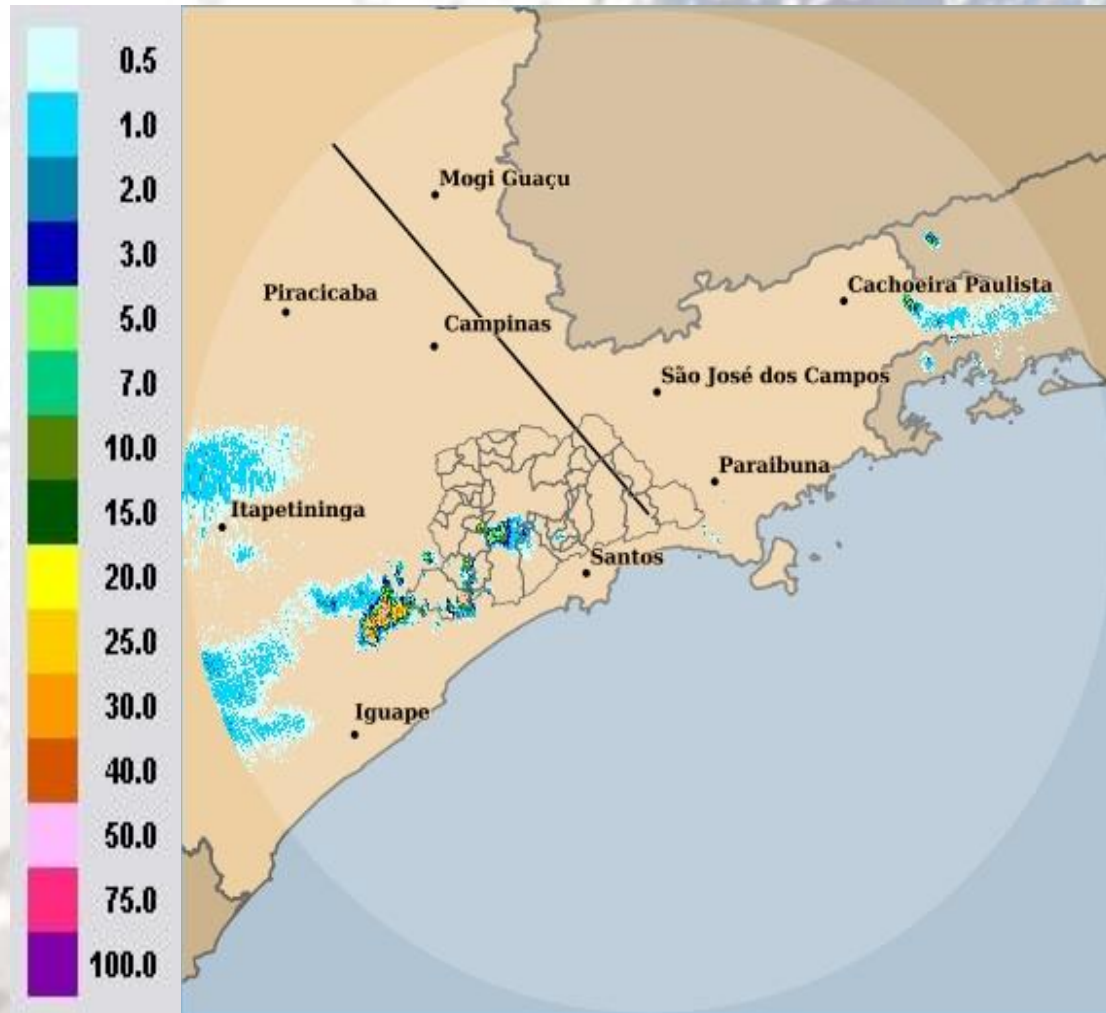 0.5
1.0
2.0
3.0
5.0
7.0
10.0
15.0
20.0
25.0
30.0
40.0
50.0
75.0
100.0
Mogi Guaçu
Piracicaba
Cachoeira Paulista
Campinas
São José dos Campos
Paraibuna
Itapetininga
Santos
Iguape